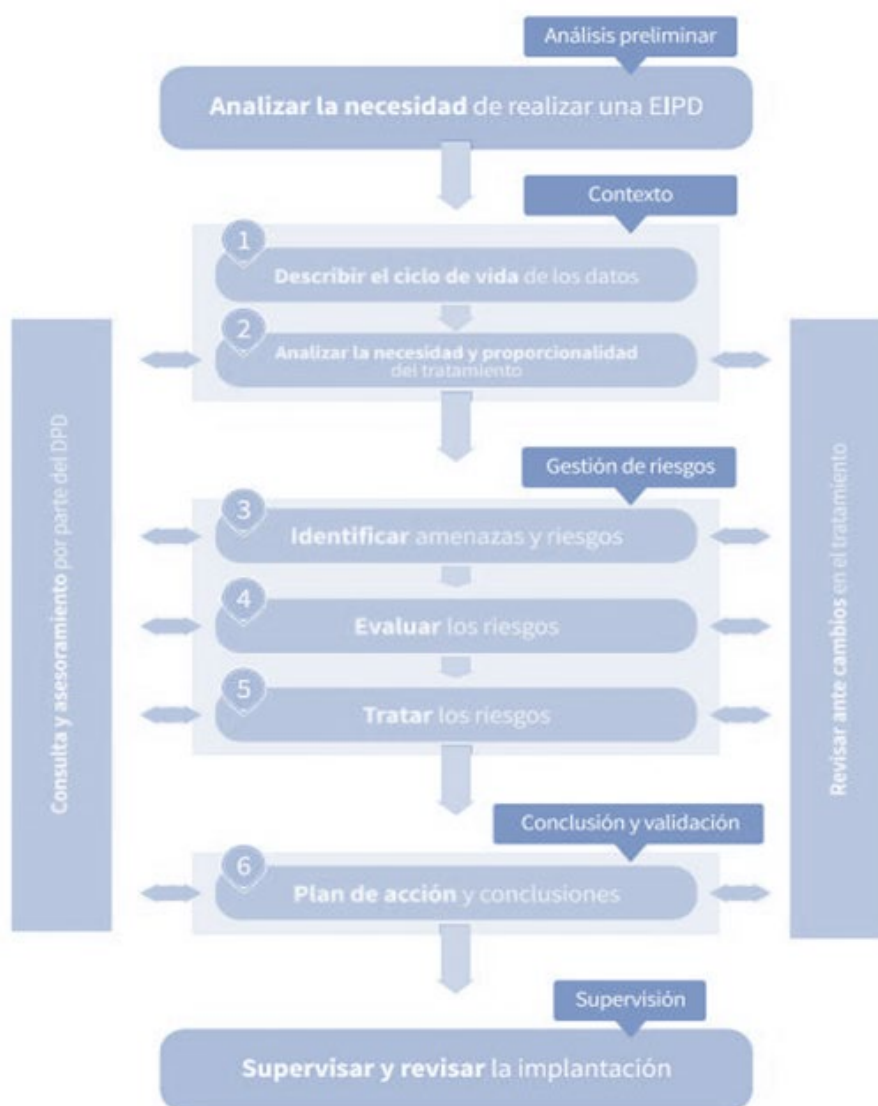 Análisis preliminar
Analizar la necesidad de realizar una EIPD
Contexto
1
Describir el ciclo de vida de los datos
2
Analizar la necesidad y proporcionalidad
del tratamiento
Consulta y asesoramiento por parte del DPD
Revisar ante cambios en el tratamiento
Gestión de riesgos
3
Identificar amenazas y riesgos
4
Evaluar los riesgos
5
Tratar los riesgos
Conclusión y validación
6
Plan de acción y conclusiones
Supervisión
Supervisar y revisar la implantación